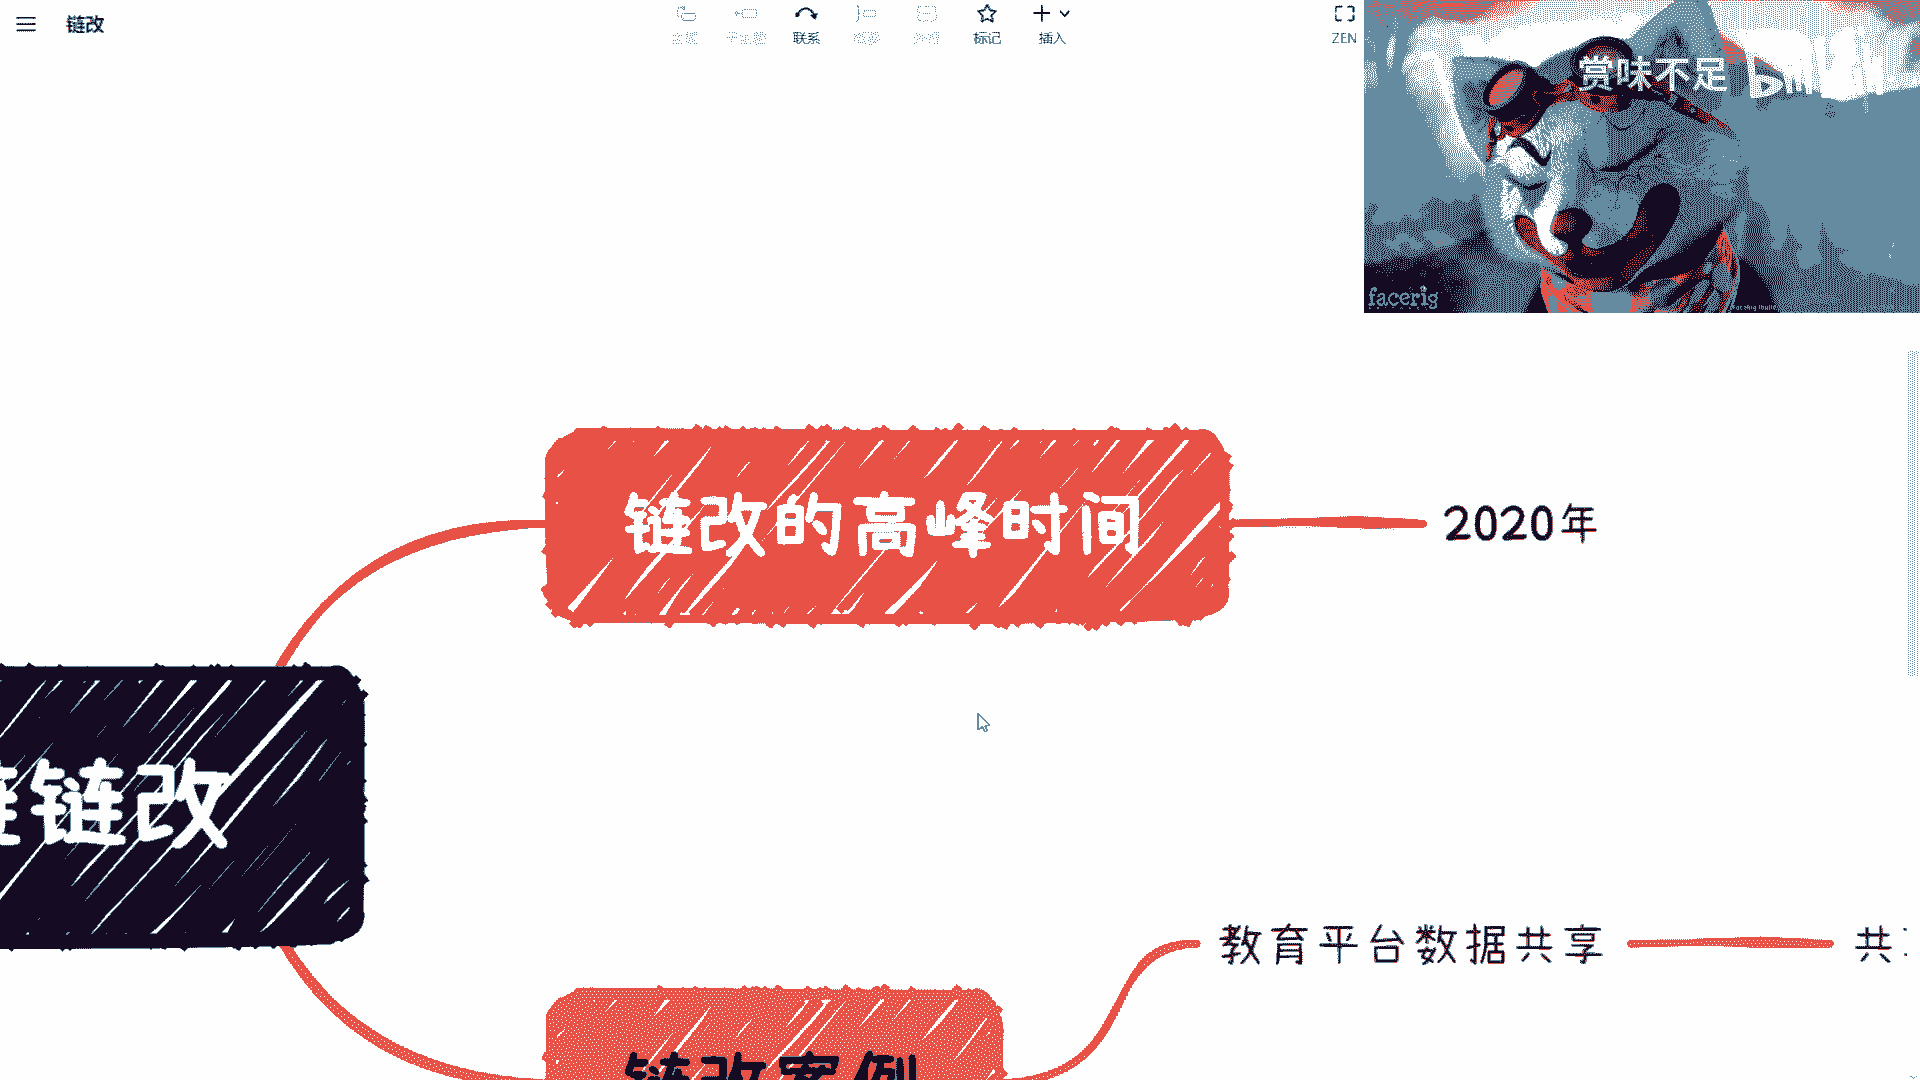 链改
联系
标记
插入
ZEN
赏味不足
facerig
链改的高峰时间
2020年
链改
教育平台数据共享
共
链改案例